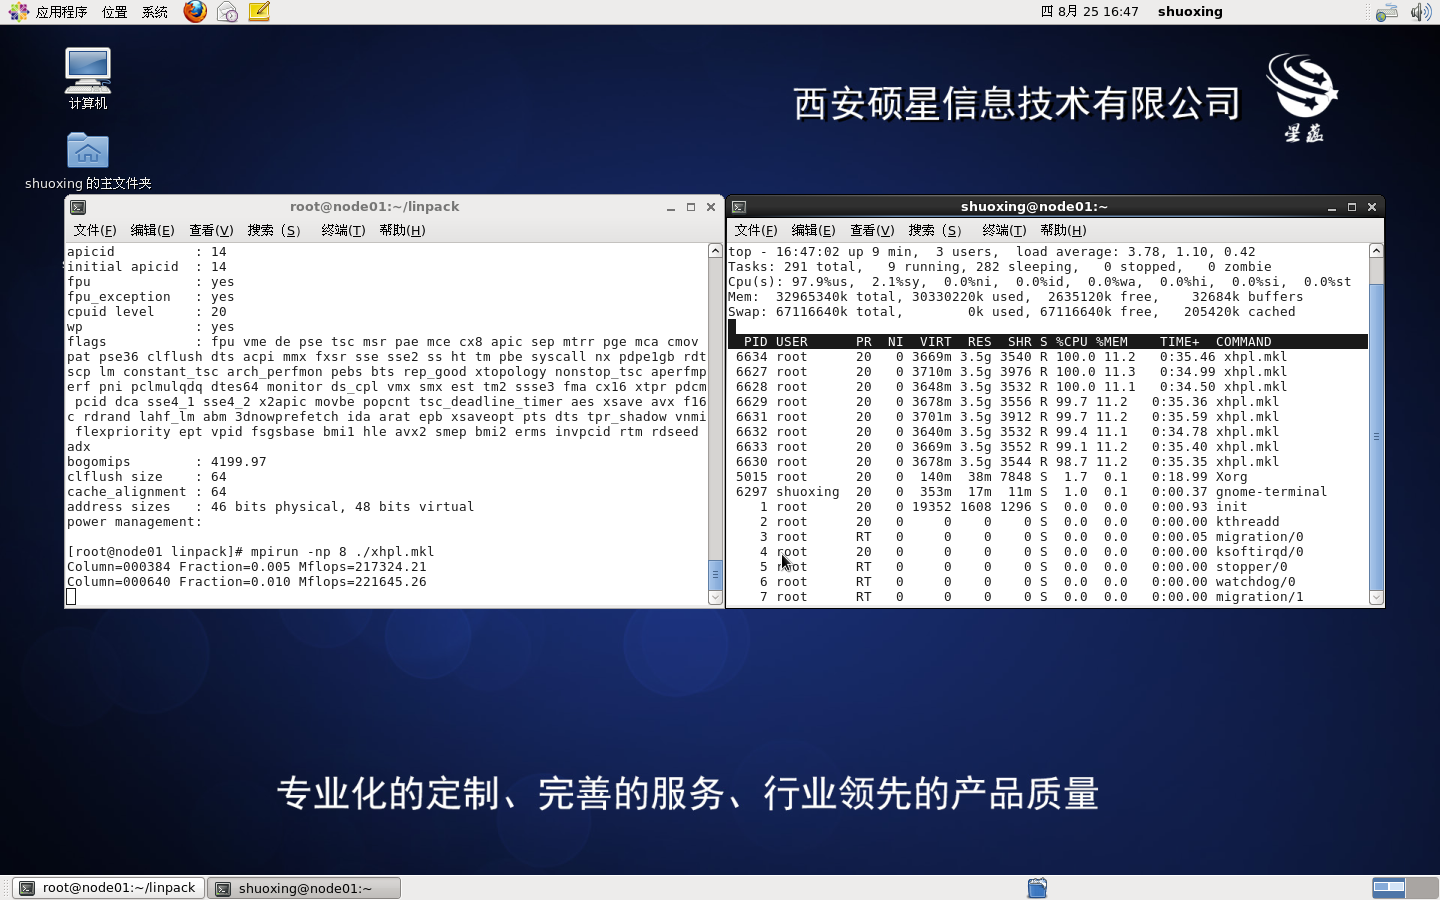 应用程序 位置 系统 四 8月 25 16:47 shuoxing
计算机
shuoxing 的主文件夹
西安硕星信息技术有限公司
星蕴
root@node01:~/linpack
文件(F) 编辑(E) 查看(V) 搜索 (S) 终端(T) 帮助(H)
apicid : 14
initial apicid : 14
fpu : yes
fpu_exception : yes
cpuid level : 20
wp : yes
flags : fpu vme de pse tsc msr pae mce cx8 apic sep mtrr pge mca cmov
pat pse36 clflush dts acpi mmx fxsr sse sse2 ss ht tm pbe syscall nx pdpe1gb rdt
scp lm constant_tsc arch_perfmon pebs bts rep_good xtopology nonstop_tsc aperfmp
erf pni pclmulqdq dtes64 monitor ds_cpl vmx smx est tm2 ssse3 fma cx16 xtpr pdcm
pcid dca sse4_1 sse4_2 x2apic movbe popcnt tsc_deadline_timer aes xsave avx f16
c rdrand lahf_lm abm 3dnowprefetch ida arat epb xsaveopt pts dts tpr_shadow vnmi
flexpriority ept vpid fsgsbase bmi1 hle avx2 smep bmi2 erms invpcid rtm rdseed
adx
bogomips : 4199.97
clflush size : 64
cache_alignment : 64
address sizes : 46 bits physical, 48 bits virtual
power management:
[root@node01 linpack]# mpirun -np 8 ./xhpl.mkl
Column=000384 Fraction=0.005 Mflops=217324.21
Column=000640 Fraction=0.010 Mflops=221645.26
shuoxing@node01:~
文件(F) 编辑(E) 查看(V) 搜索 (S) 终端(T) 帮助(H)
top - 16:47:02 up 9 min, 3 users, load average: 3.78, 1.10, 0.42
Tasks: 291 total, 9 running, 282 sleeping, 0 stopped, 0 zombie
Cpu(s): 97.9%us, 2.1%sy, 0.0%ni, 0.0%id, 0.0%wa, 0.0%hi, 0.0%si, 0.0%st
Mem: 32965340k total, 30330220k used, 2635120k free, 32684k buffers
Swap: 67116640k total, 0k used, 67116640k free, 205420k cached
PID USER PR NI VIRT RES SHR S %CPU %MEM TIME+ COMMAND
6634 root 20 0 3669m 3.5g 3540 R 100.0 11.2 0:35.46 xhpl.mkl
6627 root 20 0 3710m 3.5g 3976 R 100.0 11.3 0:34.99 xhpl.mkl
6628 root 20 0 3648m 3.5g 3532 R 100.0 11.1 0:34.50 xhpl.mkl
6629 root 20 0 3678m 3.5g 3556 R 99.7 11.2 0:35.36 xhpl.mkl
6631 root 20 0 3701m 3.5g 3912 R 99.7 11.2 0:35.59 xhpl.mkl
6632 root 20 0 3640m 3.5g 3532 R 99.4 11.1 0:34.78 xhpl.mkl
6633 root 20 0 3669m 3.5g 3552 R 99.1 11.2 0:35.40 xhpl.mkl
6630 root 20 0 3678m 3.5g 3544 R 98.7 11.2 0:35.35 xhpl.mkl
5015 root 20 0 140m 38m 7848 S 1.7 0.1 0:18.99 Xorg
6297 shuoxing 20 0 353m 17m 11m S 1.0 0.1 0:00.37 gnome-terminal
1 root 20 0 19352 1608 1296 S 0.0 0.0 0:00.93 init
2 root 20 0 0 0 0 S 0.0 0.0 0:00.00 kthreadd
3 root RT 0 0 0 0 S 0.0 0.0 0:00.05 migration/0
4 root 20 0 0 0 0 S 0.0 0.0 0:00.00 ksoftirqd/0
5 root RT 0 0 0 0 S 0.0 0.0 0:00.00 stopper/0
6 root RT 0 0 0 0 S 0.0 0.0 0:00.00 watchdog/0
7 root RT 0 0 0 0 S 0.0 0.0 0:00.00 migration/1
专业化的定制、完善的服务、行业领先的产品质量
root@node01:~/linpack shuoxing@node01:~